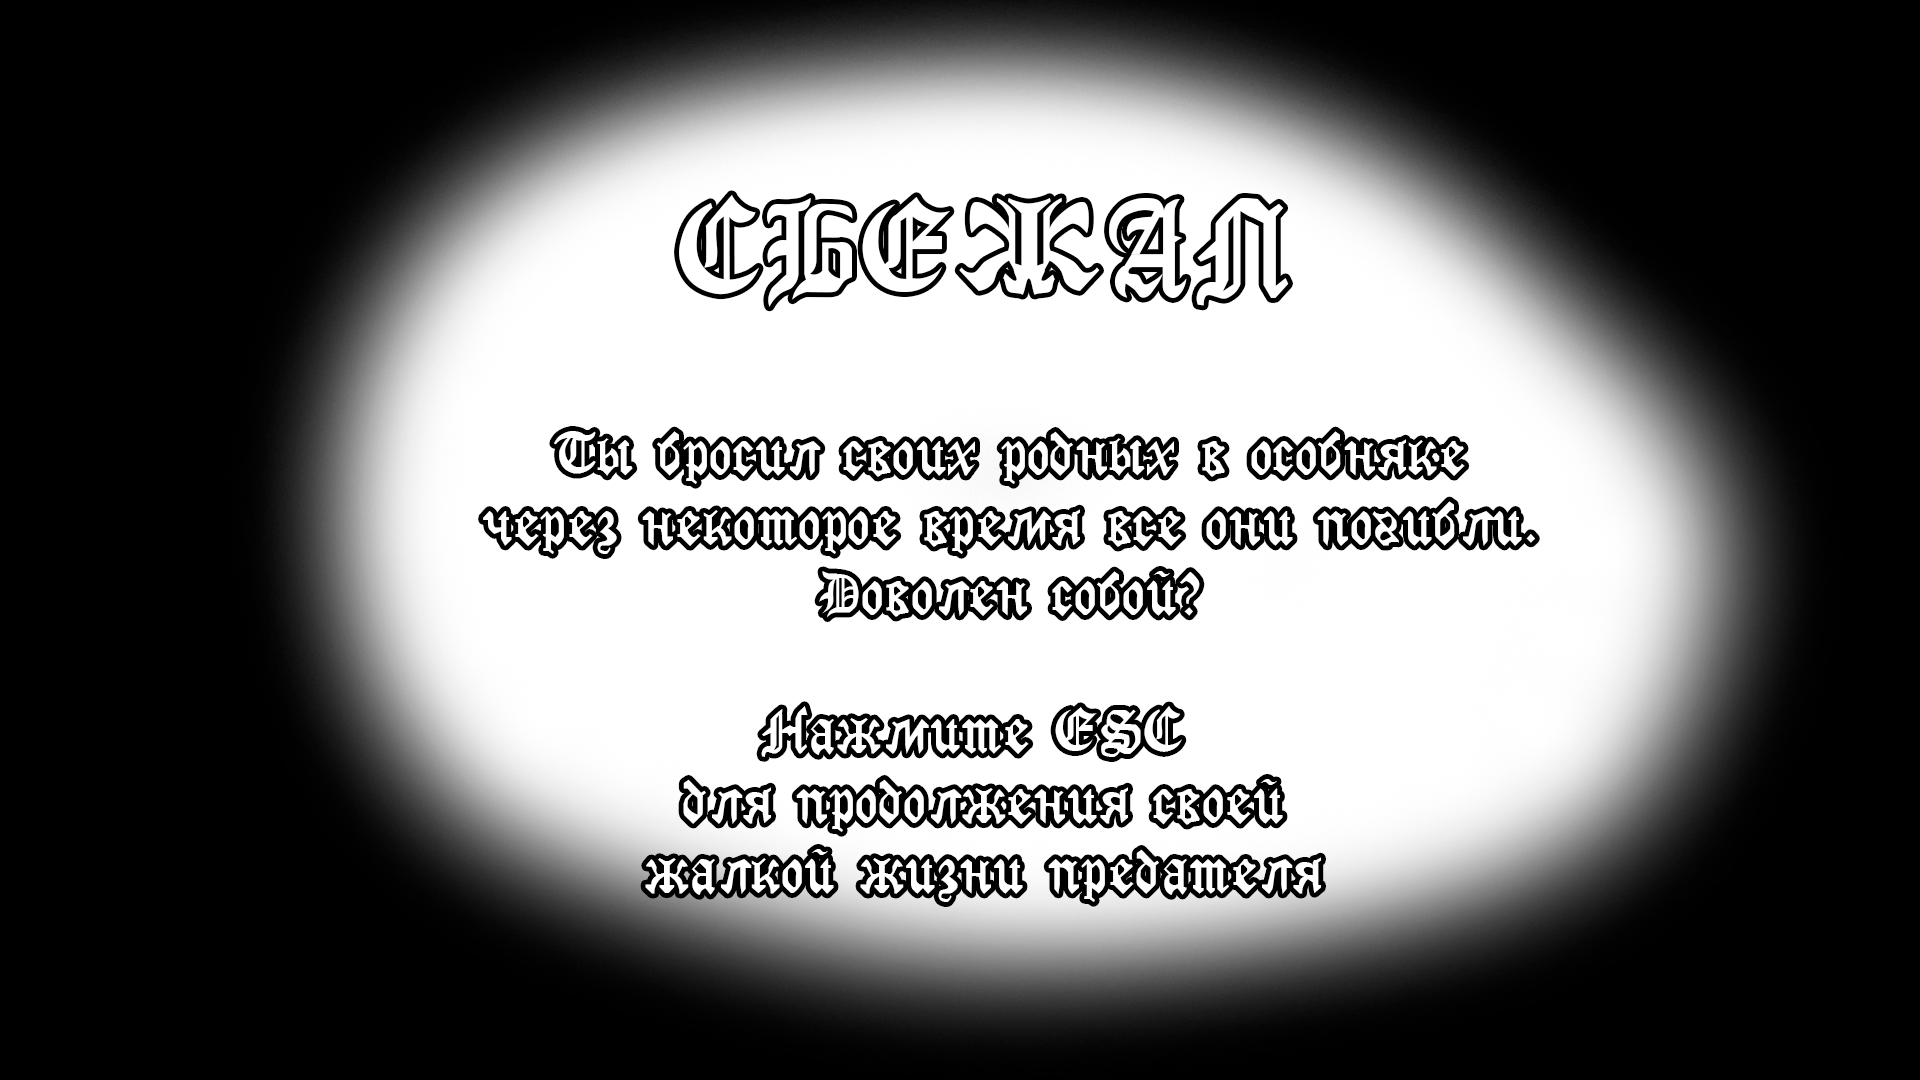 СБЕЖАЛ
Ты бросил своих родных в особняке
через некоторое время все они погибли.
Доволен собой?
Нажмите ESC
для продолжения своей
жалкой жизни предателя